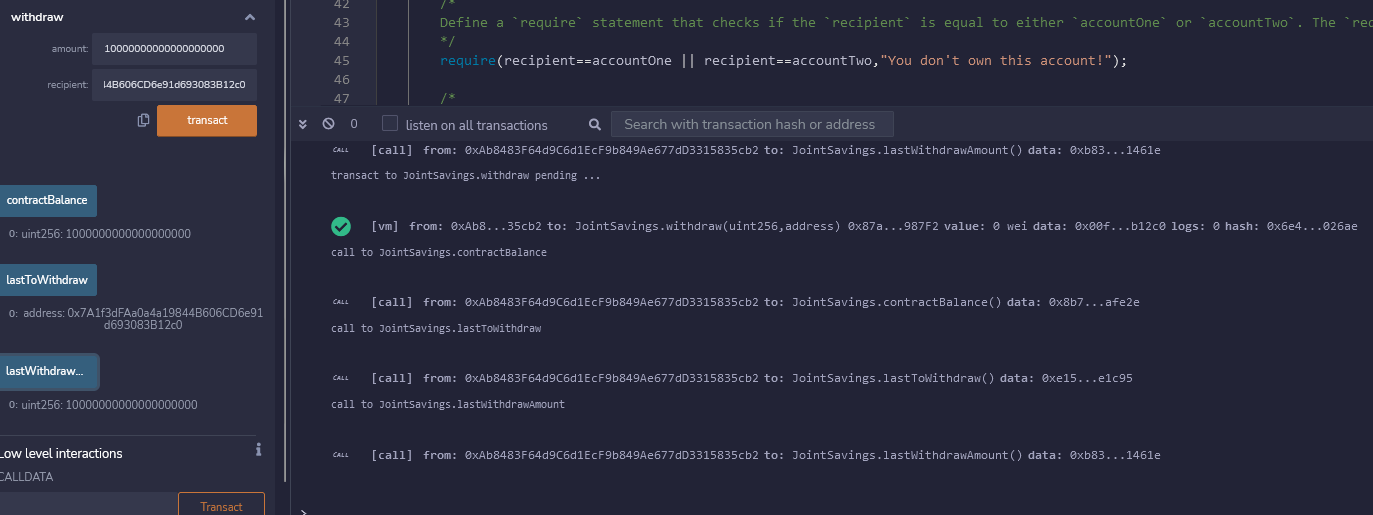 withdraw
amount: 10000000000000000000
recipient: l4B606CD6e91d693083B12c0
transact
contractBalance
0: uint256: 1000000000000000000
lastToWithdraw
0: address: 0x7A1f3dFAa0a4a19844B606CD6e91
d693083B12c0
lastWithdraw...
0: uint256: 10000000000000000000
Low level interactions i
CALLDATA
Transact
42 /*
43 Define a `require` statement that checks if the `recipient` is equal to either `accountOne` or `accountTwo`. The `rec
44 */
45 require(recipient==accountOne || recipient==accountTwo,"You don't own this account!");
46
47 /*
0 listen on all transactions Search with transaction hash or address
CALL [call] from: 0xAb8483F64d9C6d1EcF9b849Ae677dD3315835cb2 to: JointSavings.lastWithdrawAmount() data: 0xb83...1461e
transact to JointSavings.withdraw pending ...
[vm] from: 0xAb8...35cb2 to: JointSavings.withdraw(uint256,address) 0x87a...987F2 value: 0 wei data: 0x00f...b12c0 logs: 0 hash: 0x6e4...026ae
call to JointSavings.contractBalance
CALL [call] from: 0xAb8483F64d9C6d1EcF9b849Ae677dD3315835cb2 to: JointSavings.contractBalance() data: 0x8b7...afe2e
call to JointSavings.lastToWithdraw
CALL [call] from: 0xAb8483F64d9C6d1EcF9b849Ae677dD3315835cb2 to: JointSavings.lastToWithdraw() data: 0xe15...e1c95
call to JointSavings.lastWithdrawAmount
CALL [call] from: 0xAb8483F64d9C6d1EcF9b849Ae677dD3315835cb2 to: JointSavings.lastWithdrawAmount() data: 0xb83...1461e
>